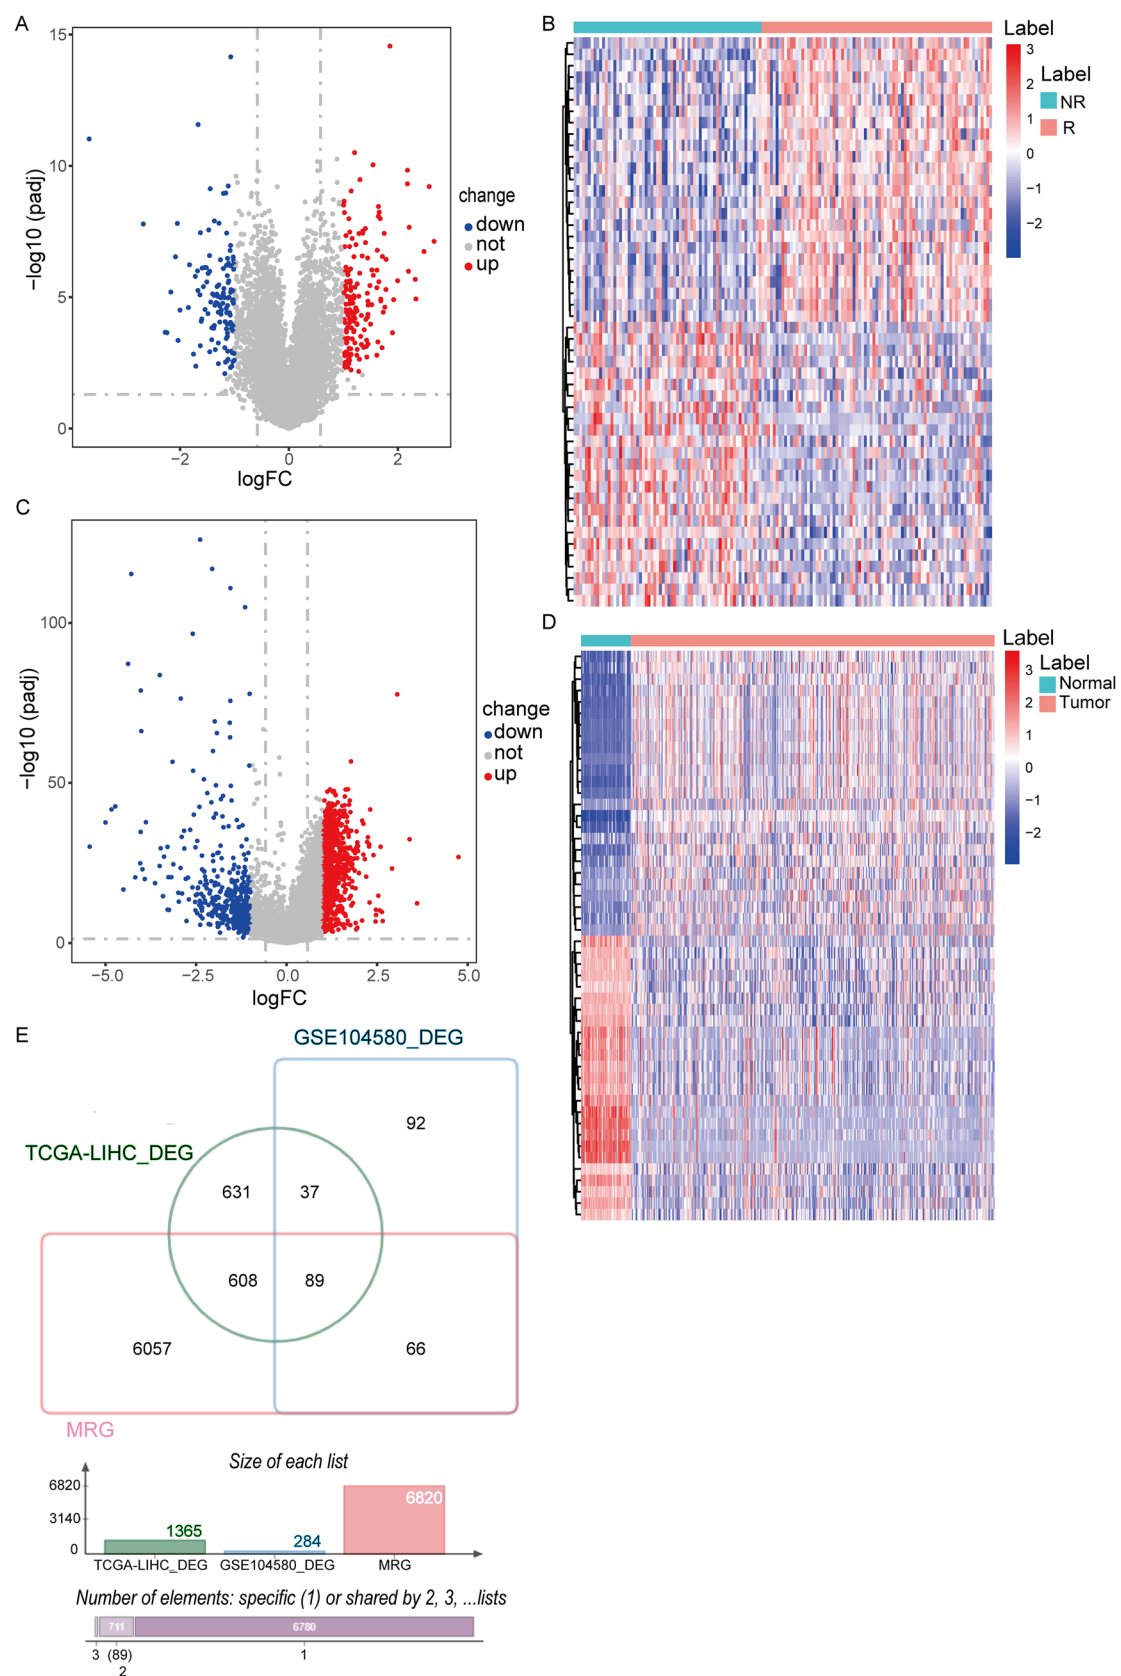 A
15
10
5
0
−log10 (padj)
−2
0
2
logFC
change
down
not
up
B
Label
3
2
1
0
−1
−2
Label
NR
R
C
100
50
0
−log10 (padj)
−5.0
−2.5
0.0
2.5
5.0
logFC
change
down
not
up
D
Label
3
2
1
0
−1
−2
Label
Normal
Tumor
E
GSE104580_DEG
92
TCGA-LIHC_DEG
631
37
608
89
6057
66
MRG
Size of each list
6820
3140
0
1365
284
6820
TCGA-LIHC_DEG
GSE104580_DEG
MRG
Number of elements: specific (1) or shared by 2, 3, ...lists
711
6780
3 (89)
2
1